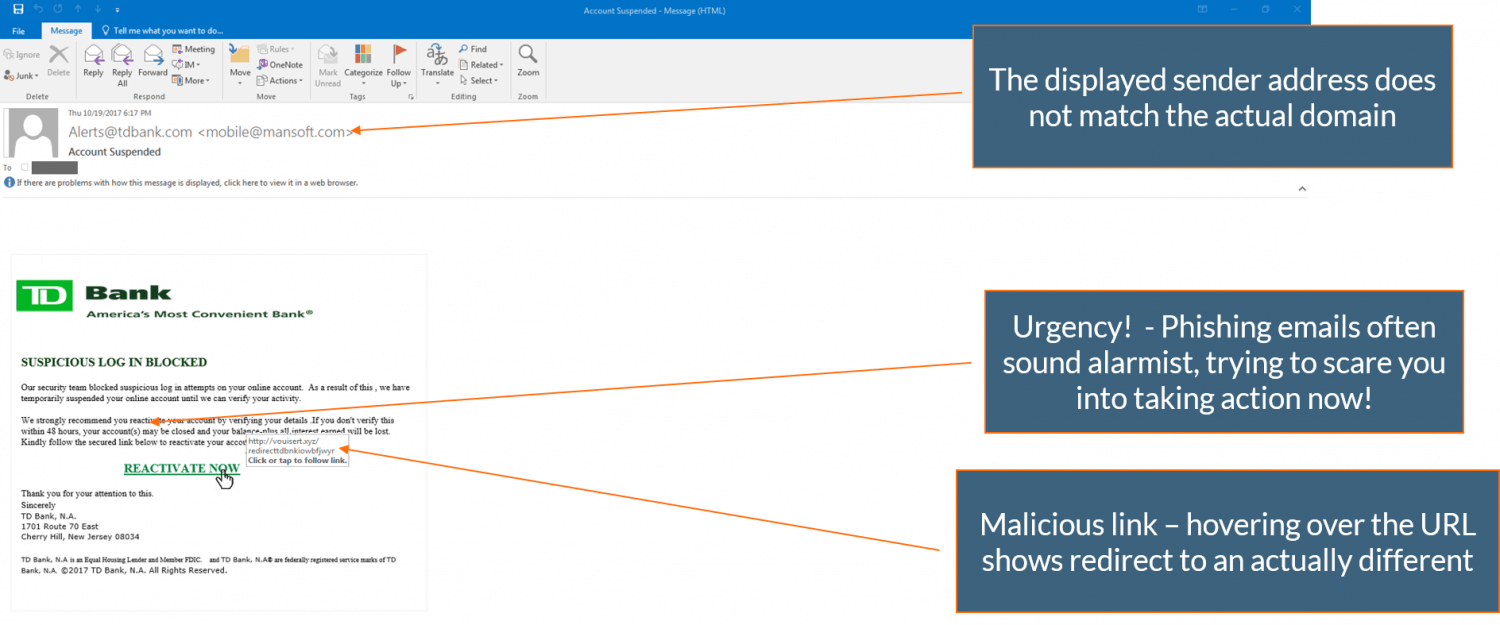 Account Suspended - Message (HTML)
File Message Tell me what you want to do...
Ignore
Junk
Delete
Delete
Reply
Reply All
Forward
Meeting
IM
More
Respond
Move
Rules
OneNote
Actions
Move
Mark Unread
Categorize
Follow Up
Tags
Translate
Find
Related
Select
Editing
Zoom
Zoom
Thu 10/19/2017 6:17 PM
Alerts@tdbank.com <mobile@mansoft.com>
Account Suspended
To
If there are problems with how this message is displayed, click here to view it in a web browser.
The displayed sender address does
not match the actual domain
TD Bank
America's Most Convenient Bank®
SUSPICIOUS LOG IN BLOCKED
Our security team blocked suspicious log in attempts on your online account. As a result of this , we have
temporarily suspended your online account until we can verify your activity.
We strongly recommend you reactivate your account by verifying your details .If you don't verify this
within 48 hours, your account(s) may be closed and your balance-plus all interest earned will be lost.
Kindly follow the secured link below to reactivate your
http://vouisert.xyz/
redirecttdbnkiowbfjwyr
Click or tap to follow link.
REACTIVATE NOW
Thank you for your attention to this.
Sincerely
TD Bank, N.A.
1701 Route 70 East
Cherry Hill, New Jersey 08034
TD Bank, N.A is an Equal Housing Lender and Member FDIC. and TD Bank, N.A® are federally registered service marks of TD
Bank, N.A. ©2017 TD Bank, N.A. All Rights Reserved.
Urgency! - Phishing emails often
sound alarmist, trying to scare you
into taking action now!
Malicious link – hovering over the URL
shows redirect to an actually different